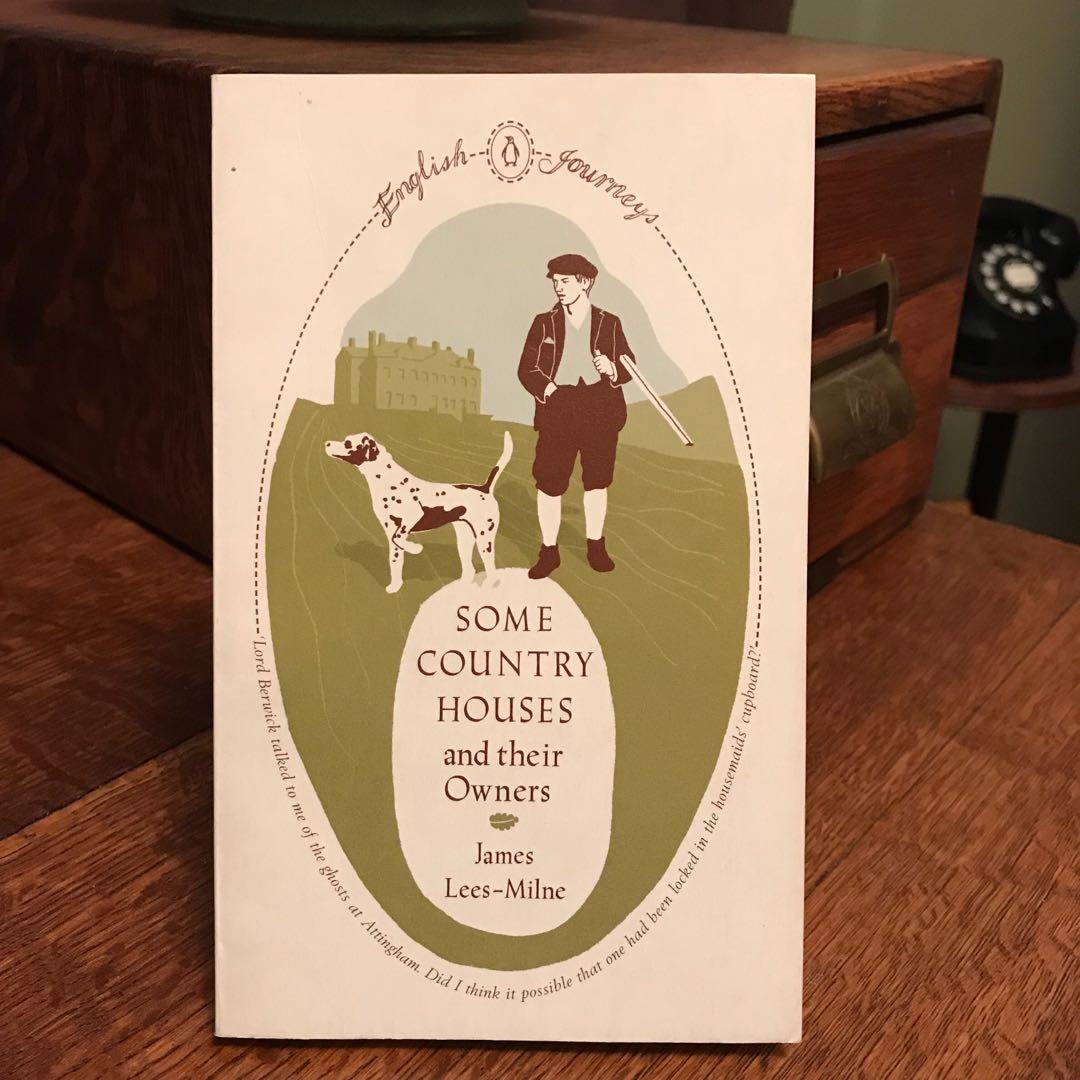 English Journeys
SOME
COUNTRY
HOUSES
and their
Owners
James
Lees-Milne
'Lord Berwick talked to me of the ghosts at Attingham. Did I think it possible that one had been locked in the housemaids' cupboard?'